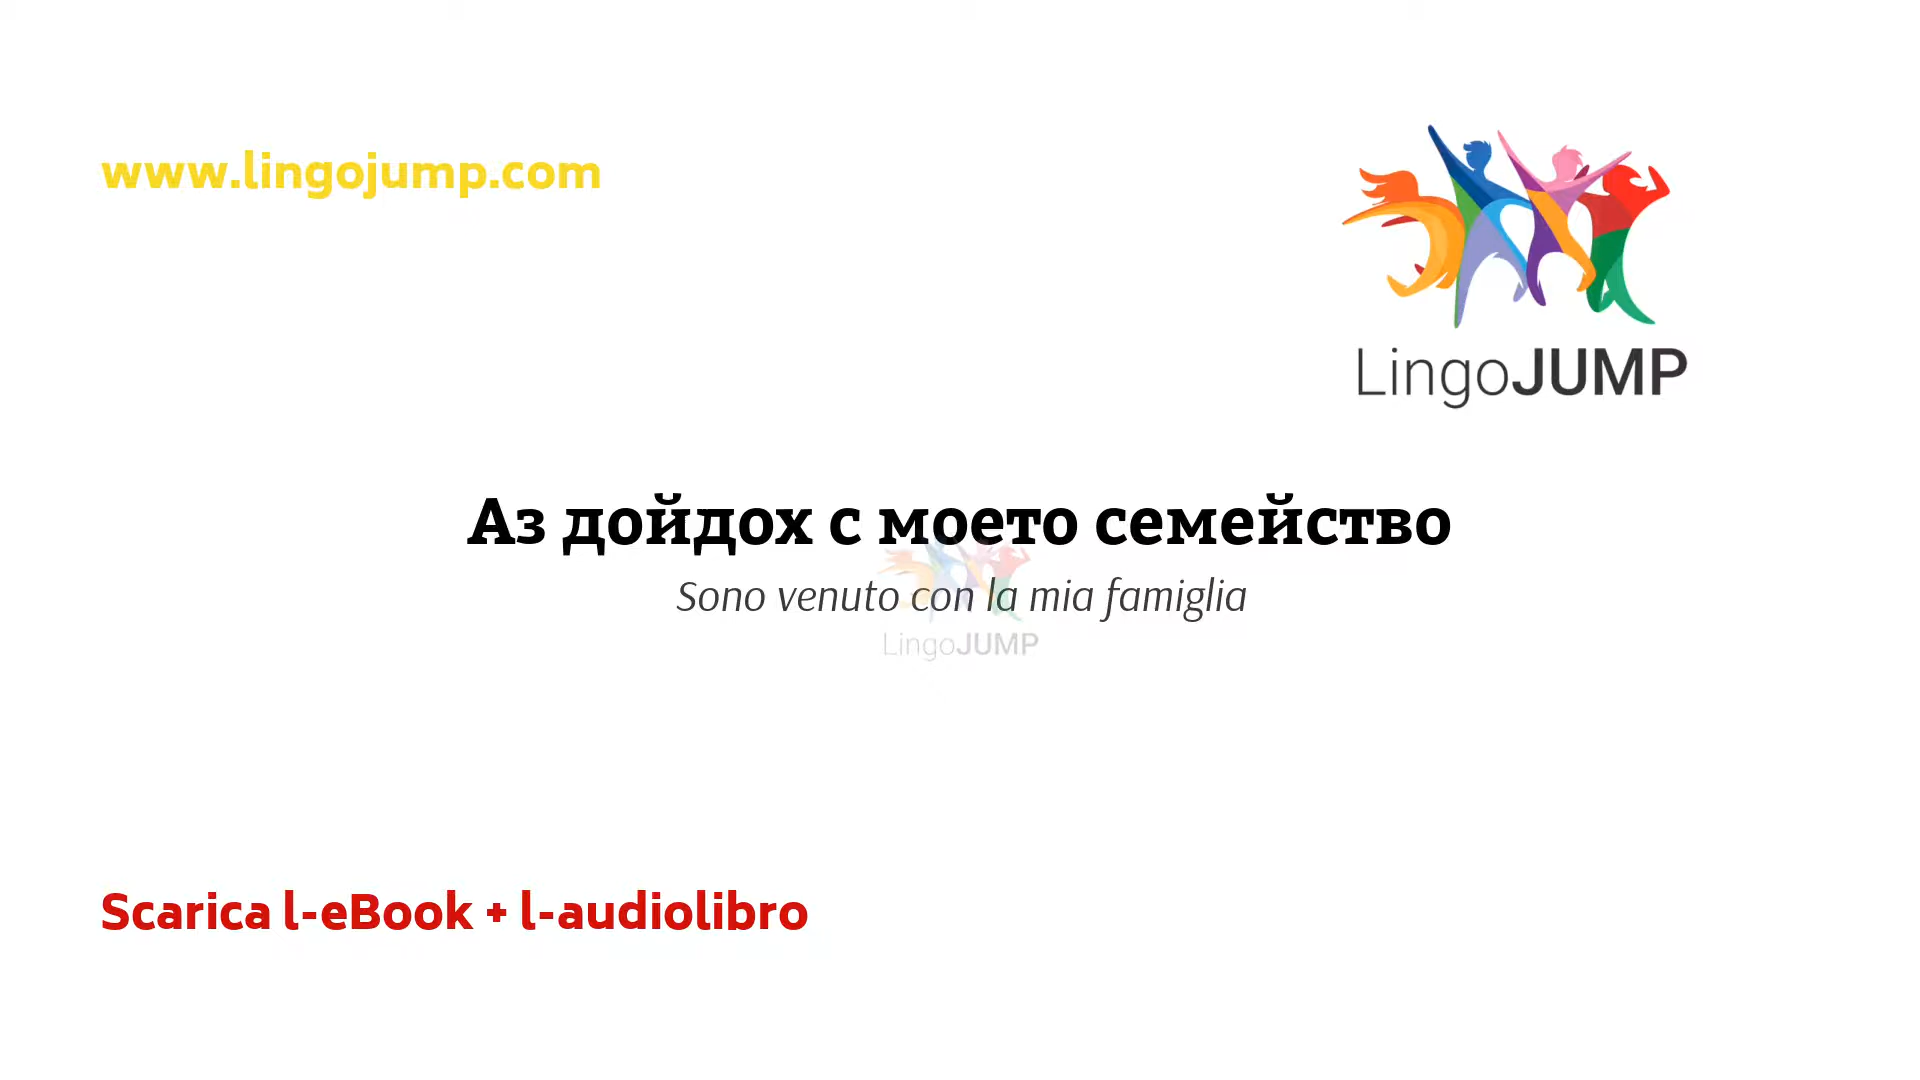 www.lingojump.com
LingoJUMP
Аз дойдох с моето семейство
Sono venuto con la mia famiglia
LingoJUMP
Scarica l-eBook + l-audiolibro